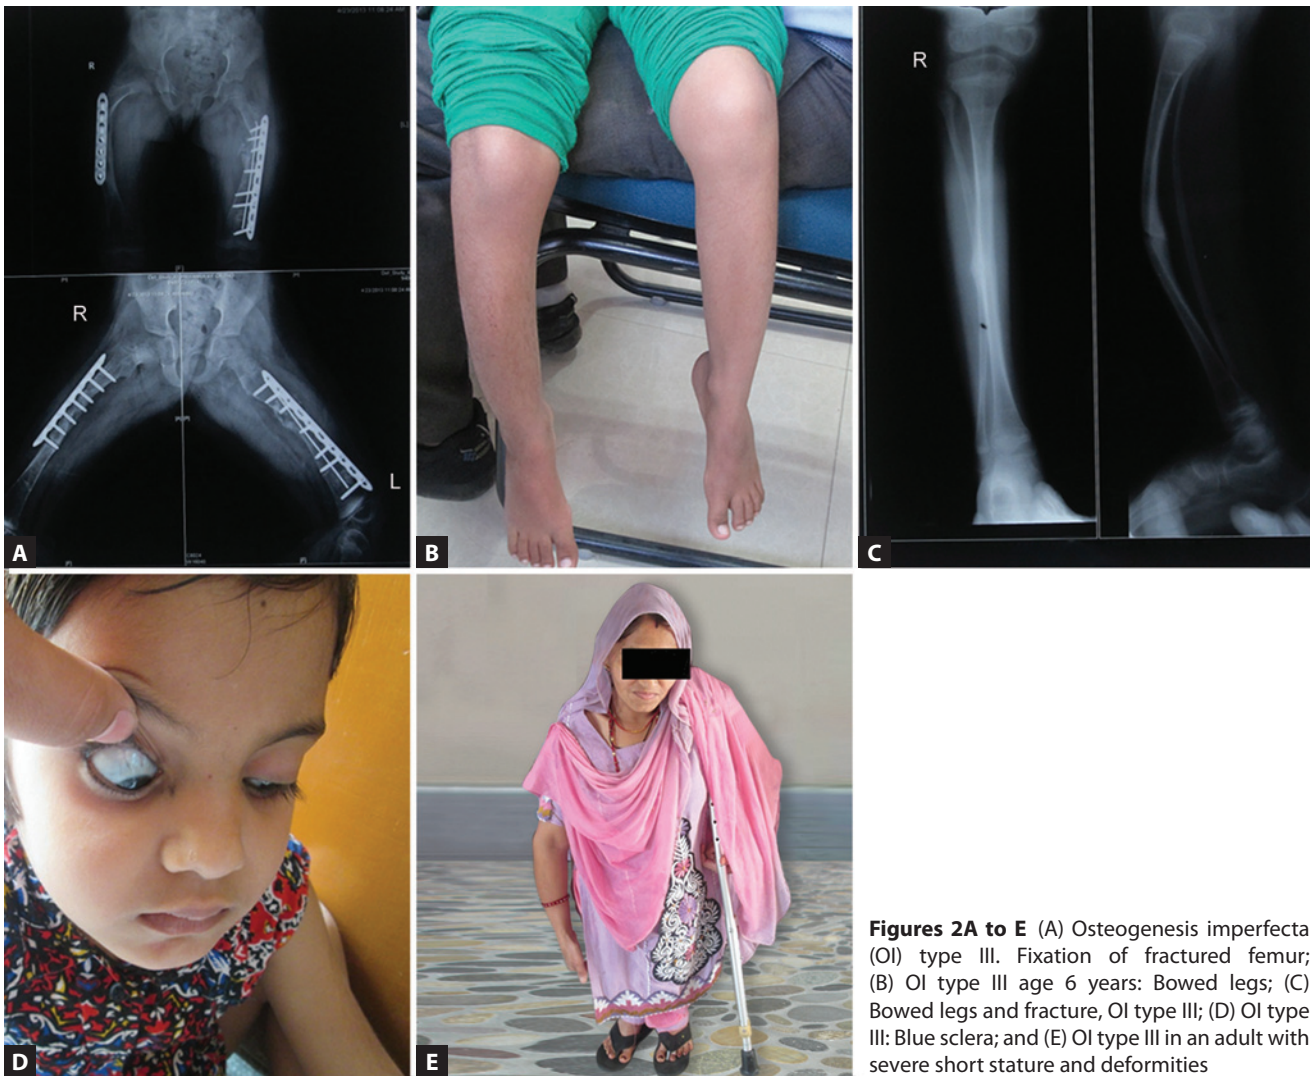 R
R
L
A
B
R
C
D
E
Figures 2A to E (A) Osteogenesis imperfecta
(OI) type III. Fixation of fractured femur;
(B) OI type III age 6 years: Bowed legs; (C)
Bowed legs and fracture, OI type III; (D) OI type
III: Blue sclera; and (E) OI type III in an adult with
severe short stature and deformities